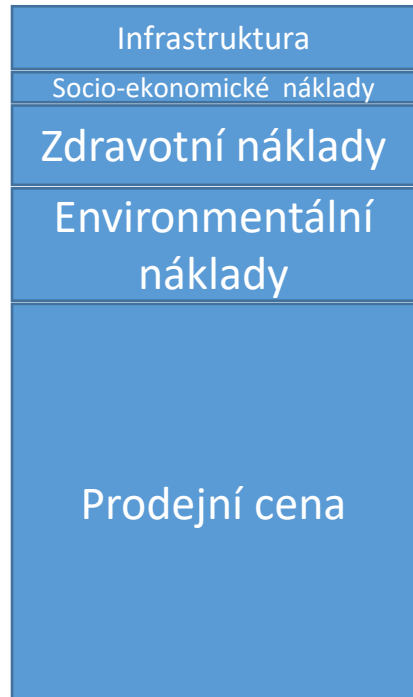 Infrastruktura
Socio-ekonomické náklady
Zdravotní náklady
Environmentální
náklady
Prodejní cena